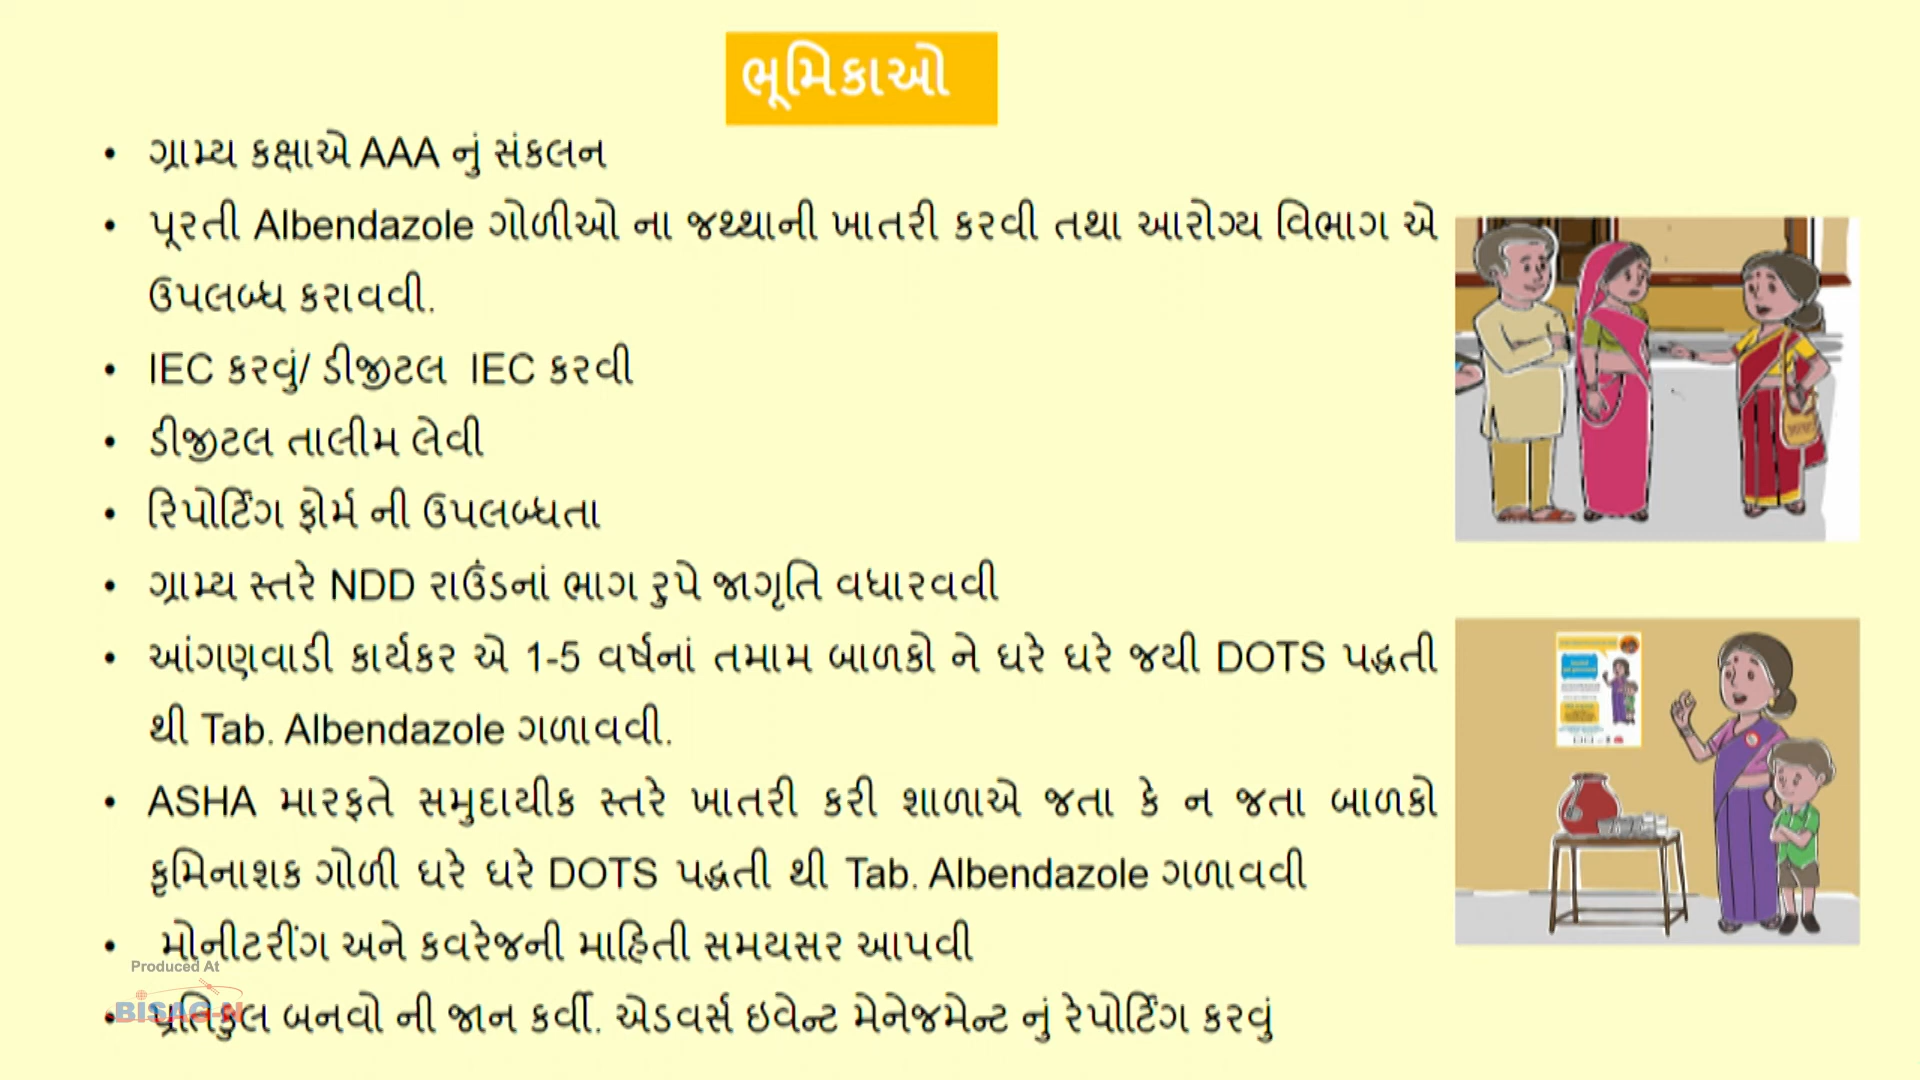 ભૂમિકાઓ
• ગ્રામ્ય કક્ષાએ AAA નું સંકલન
• પૂરતી Albendazole ગોળીઓ ના જથ્થાની ખાતરી કરવી તથા આરોગ્ય વિભાગ એ
ઉપલબ્ધ કરાવવી.
• IEC કરવું/ ડીજીટલ IEC કરવી
• ડીજીટલ તાલીમ લેવી
• રિપોર્ટિંગ ફોર્મ ની ઉપલબ્ધતા
• ગ્રામ્ય સ્તરે NDD રાઉંડનાં ભાગ રુપે જાગૃતિ વધારવવી
• આંગણવાડી કાર્યકર એ 1-5 વર્ષનાં તમામ બાળકો ને ઘરે ઘરે જયી DOTS પદ્ધતી
થી Tab. Albendazole ગળાવવી.
• ASHA મારફતે સમુદાયીક સ્તરે ખાતરી કરી શાળાએ જતા કે ન જતા બાળકો
કૃમિનાશક ગોળી ઘરે ઘરે DOTS પદ્ધતી થી Tab. Albendazole ગળાવવી
• મોનીટરીંગ અને કવરેજની માહિતી સમયસર આપવી
Produced At
BISAG-N
• પ્રતિકુલ બનવો ની જાન કર્વી. એડવર્સ ઇવેન્ટ મેનેજમેન્ટ નું રેપોર્ટિંગ કરવું